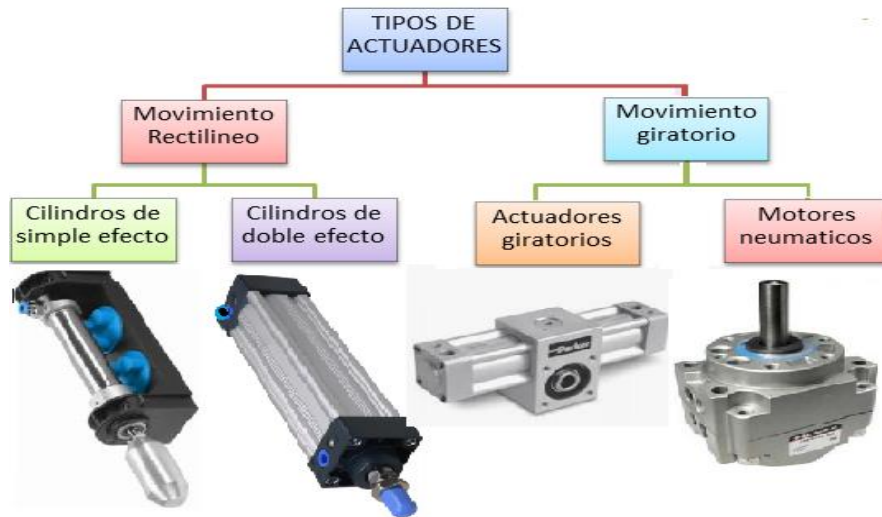 TIPOS DE
ACTUADORES
Movimiento
Rectilineo
Movimiento
giratorio
Cilindros de
simple efecto
Cilindros de
doble efecto
Actuadores
giratorios
Motores
neumaticos
Parker